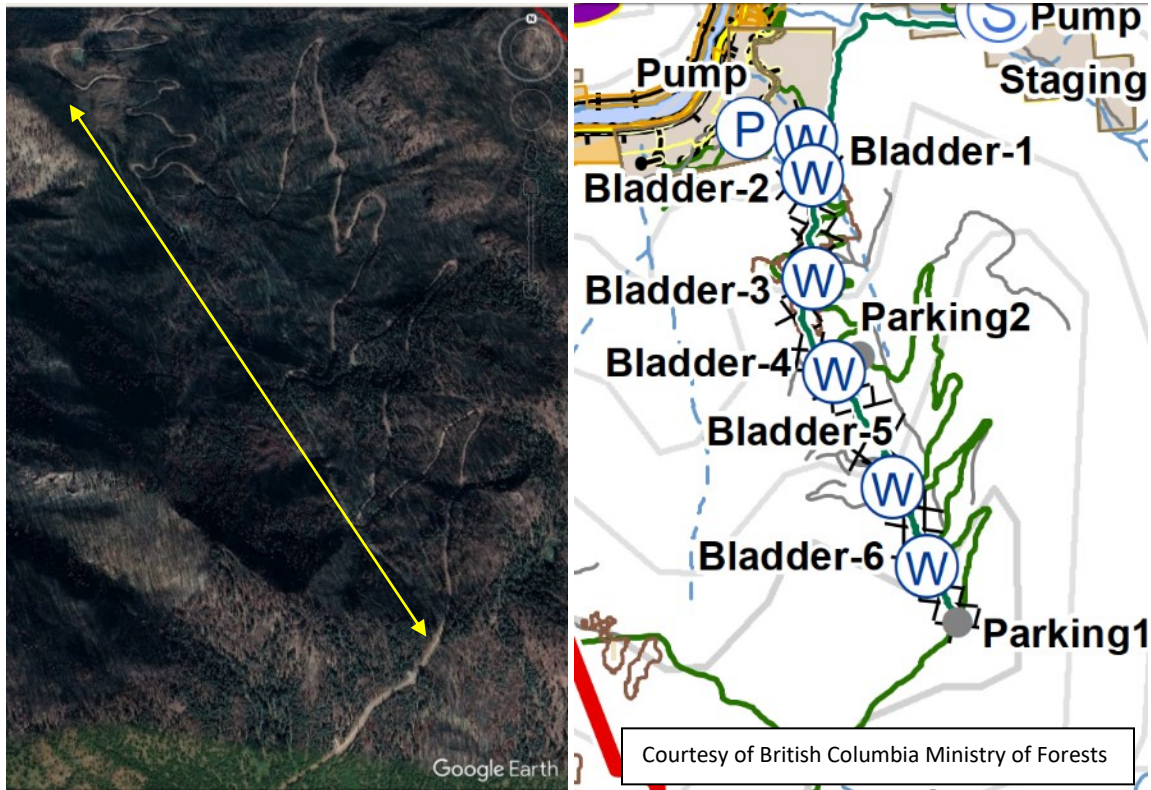 N
Google Earth
S
Pump
Staging
Pump
P
W
W
Bladder-1
Bladder-2
W
Bladder-3
Parking2
Bladder-4
W
Bladder-5
W
Bladder-6
W
Parking1
Courtesy of British Columbia Ministry of Forests